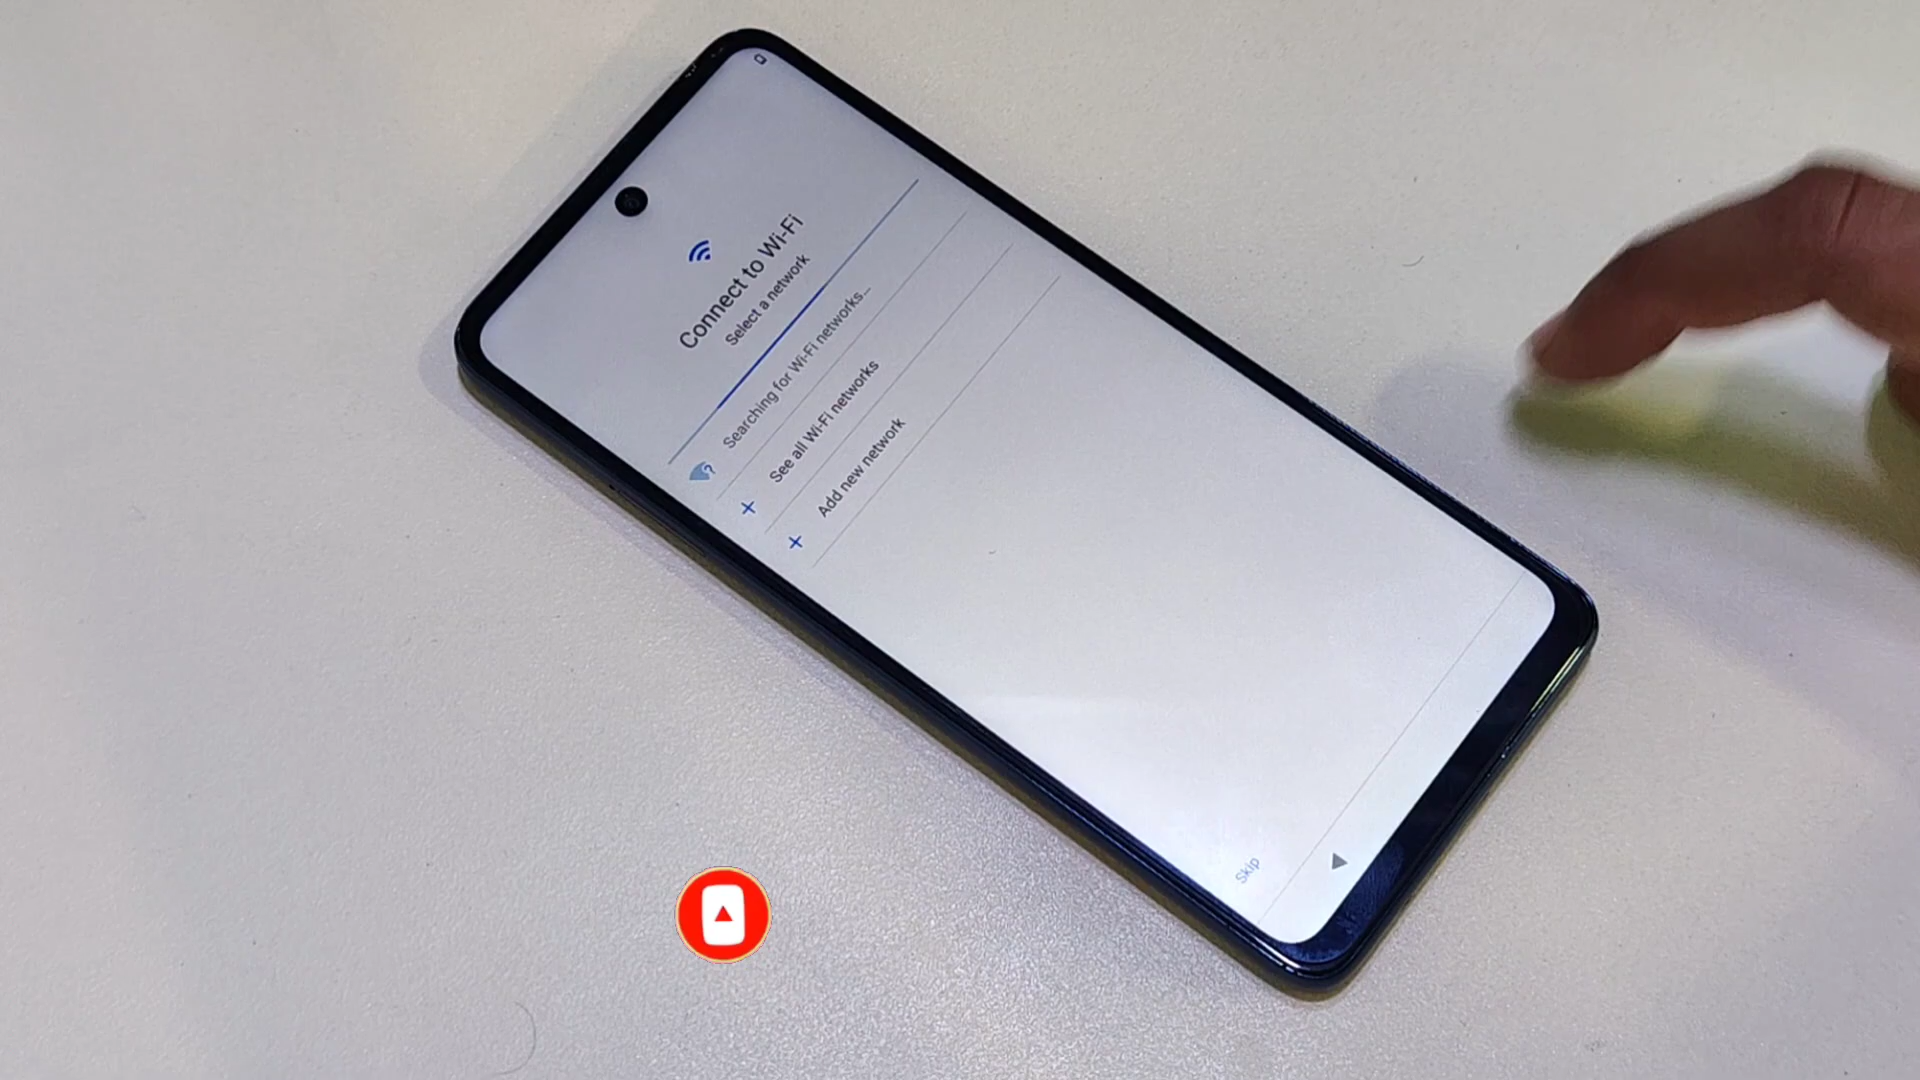 Connect to Wi-Fi
Select a network
Searching for Wi-Fi networks...
See all Wi-Fi networks
Add new network
Skip